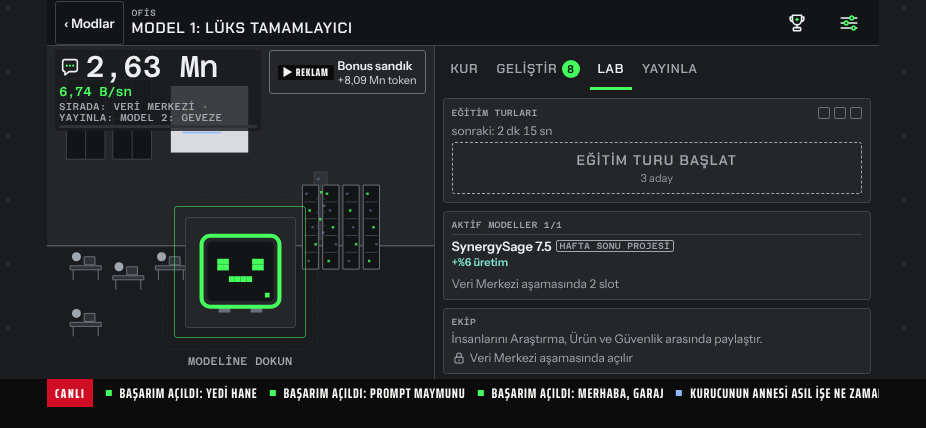 ‹ Modlar
OFİS
MODEL 1: LÜKS TAMAMLAYICI
2,63 Mn
6,74 B/sn
SIRADA: VERİ MERKEZİ ·
YAYINLA: MODEL 2: GEVEZE
▶ REKLAM
Bonus sandık
+8,09 Mn token
MODELİNE DOKUN
KUR GELİŞTİR 8 LAB YAYINLA
EĞİTİM TURLARI
sonraki: 2 dk 15 sn
EĞİTİM TURU BAŞLAT
3 aday
AKTİF MODELLER 1/1
SynergySage 7.5 HAFTA SONU PROJESİ
+%6 üretim
Veri Merkezi aşamasında 2 slot
EKİP
İnsanlarını Araştırma, Ürün ve Güvenlik arasında paylaştır.
Veri Merkezi aşamasında açılır
CANLI BAŞARIM AÇILDI: YEDİ HANE BAŞARIM AÇILDI: PROMPT MAYMUNU BAŞARIM AÇILDI: MERHABA, GARAJ KURUCUNUN ANNESİ ASIL İŞE NE